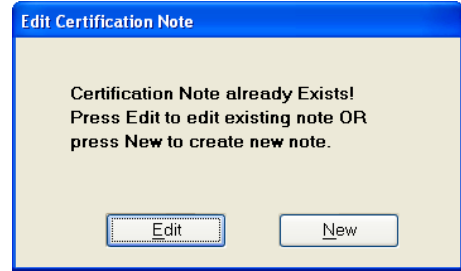 Edit Certification Note
Certification Note already Exists!
Press Edit to edit existing note OR
press New to create new note.
Edit
New